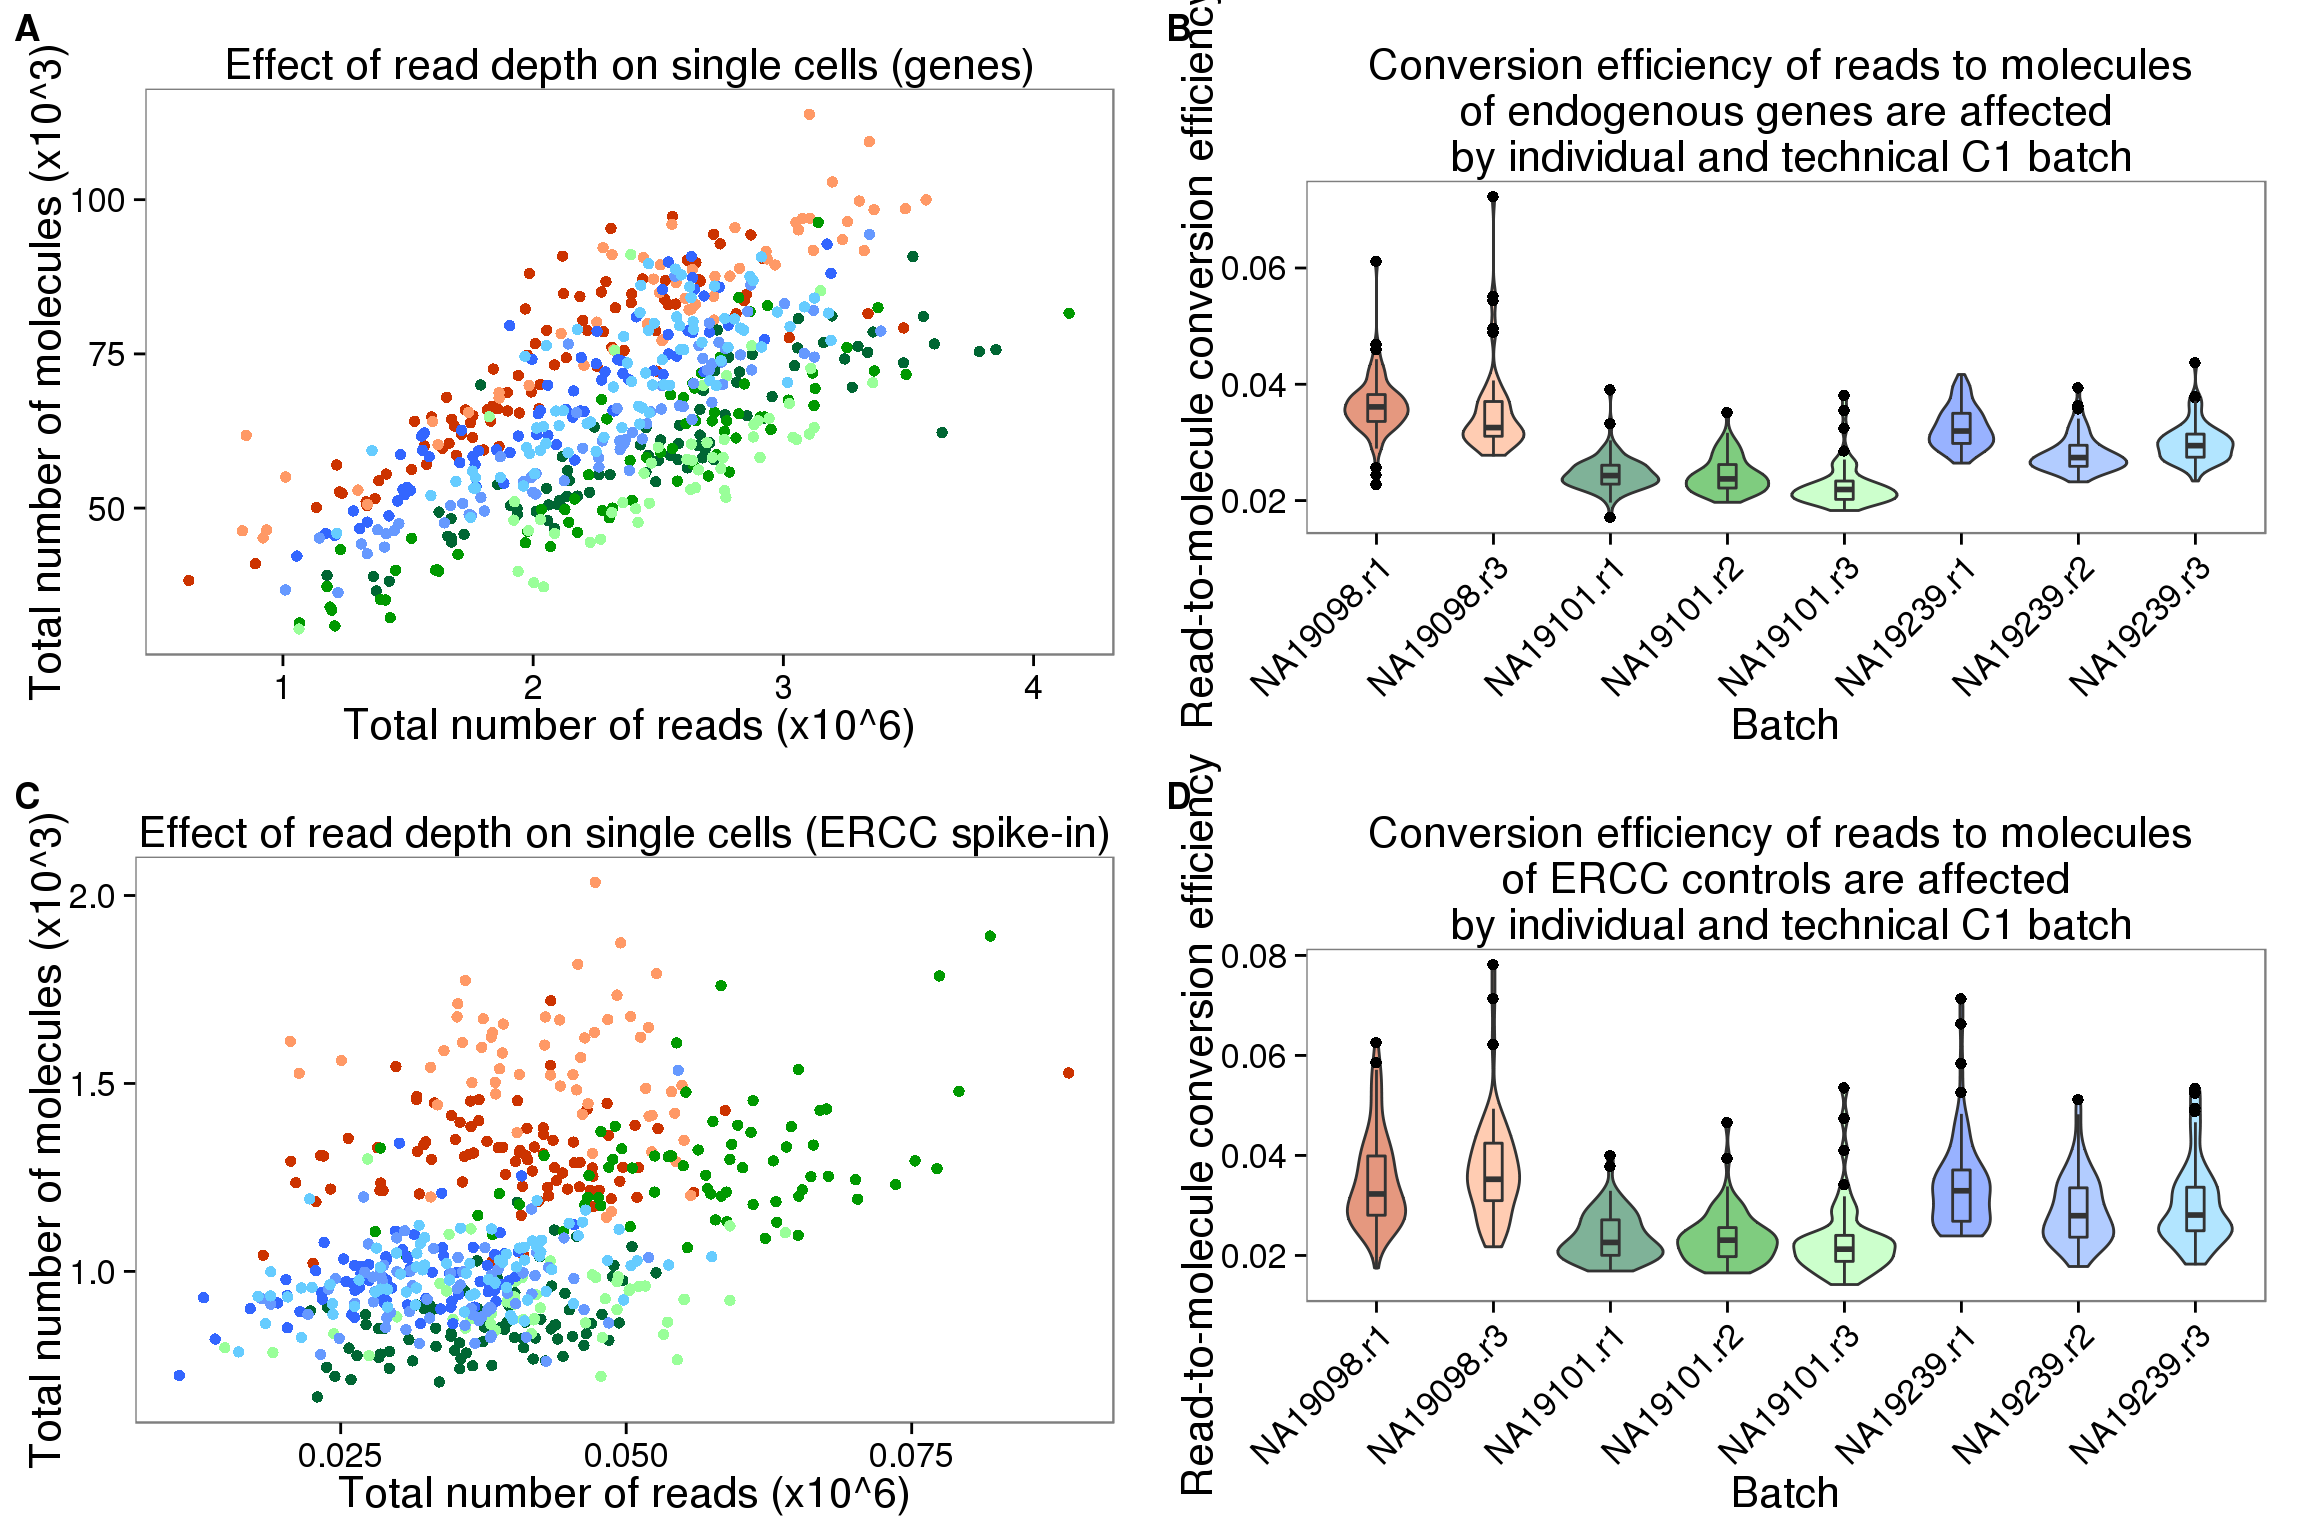 A
Effect of read depth on single cells (genes)
Total number of molecules (x10^3)
100
75
50
1 2 3 4
Total number of reads (x10^6)
B
Conversion efficiency of reads to molecules
of endogenous genes are affected
by individual and technical C1 batch
Read-to-molecule conversion efficiency
0.06
0.04
0.02
NA19098.r1
NA19098.r3
NA19101.r1
NA19101.r2
NA19101.r3
NA19239.r1
NA19239.r2
NA19239.r3
Batch
C
Effect of read depth on single cells (ERCC spike-in)
Total number of molecules (x10^3)
2.0
1.5
1.0
0.025 0.050 0.075
Total number of reads (x10^6)
D
Conversion efficiency of reads to molecules
of ERCC controls are affected
by individual and technical C1 batch
Read-to-molecule conversion efficiency
0.08
0.06
0.04
0.02
NA19098.r1
NA19098.r3
NA19101.r1
NA19101.r2
NA19101.r3
NA19239.r1
NA19239.r2
NA19239.r3
Batch